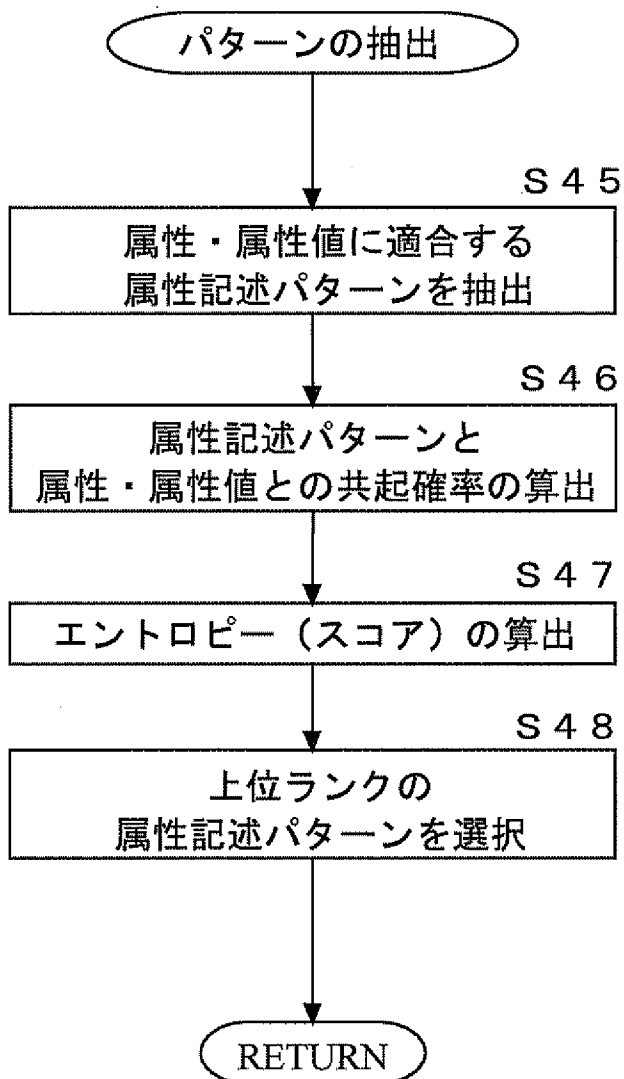 パターンの抽出
S45
属性・属性値に適合する
属性記述パターンを抽出
S46
属性記述パターンと
属性・属性値との共起確率の算出
S47
エントロピー（スコア）の算出
S48
上位ランクの
属性記述パターンを選択
RETURN